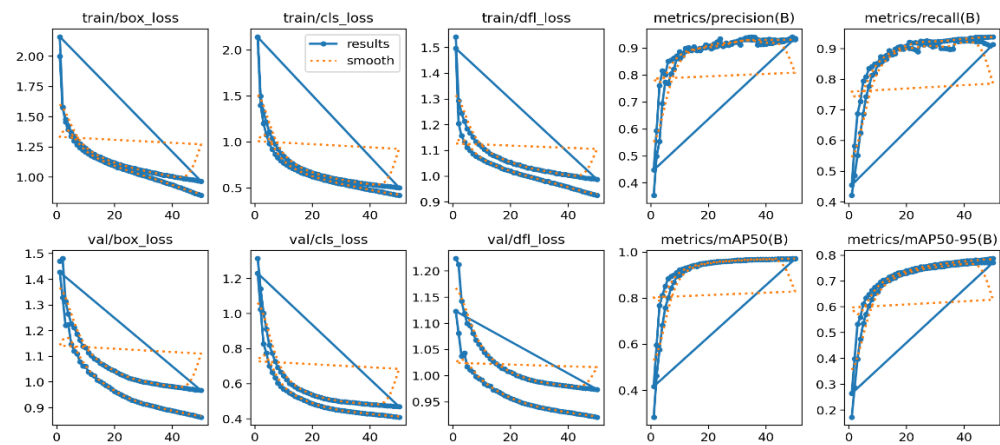 train/box_loss
train/cls_loss
train/dfl_loss
metrics/precision(B)
metrics/recall(B)
2.00
1.75
1.50
1.25
1.00
0 20 40
2.0
1.5
1.0
0.5
results
smooth
0 20 40
1.5
1.4
1.3
1.2
1.1
1.0
0.9
0 20 40
0.9
0.8
0.7
0.6
0.5
0.4
0 20 40
0.9
0.8
0.7
0.6
0.5
0.4
0 20 40
val/box_loss
val/cls_loss
val/dfl_loss
metrics/mAP50(B)
metrics/mAP50-95(B)
1.5
1.4
1.3
1.2
1.1
1.0
0.9
0 20 40
1.2
1.0
0.8
0.6
0.4
0 20 40
1.20
1.15
1.10
1.05
1.00
0.95
0 20 40
1.0
0.8
0.6
0.4
0 20 40
0.8
0.7
0.6
0.5
0.4
0.3
0.2
0 20 40